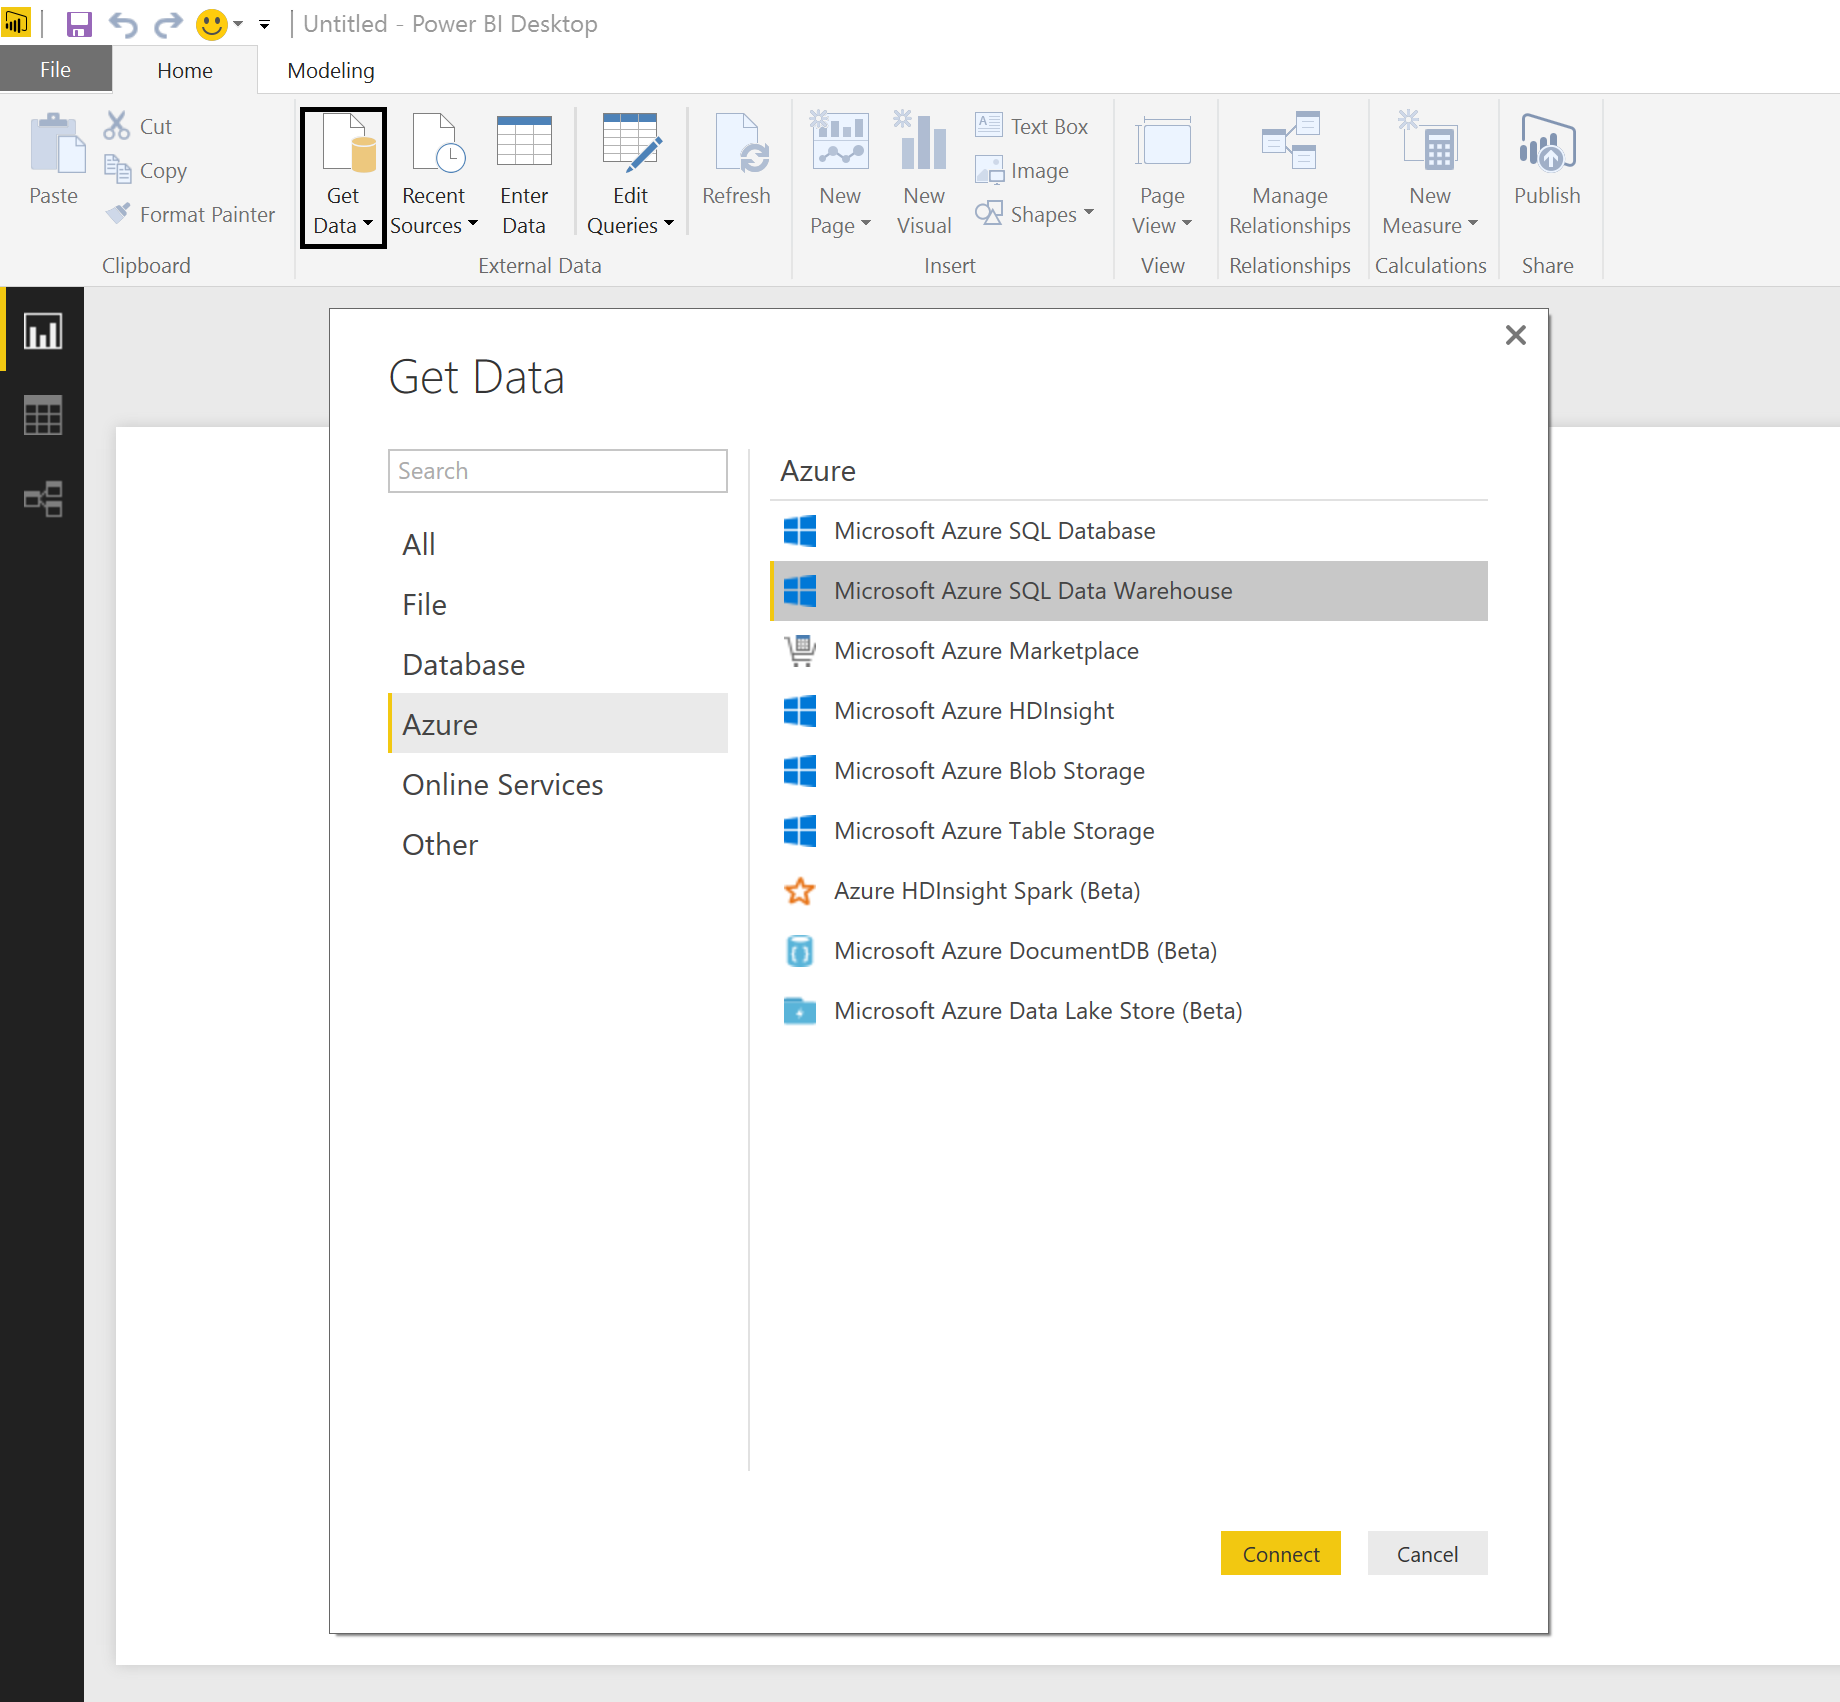 Untitled - Power BI Desktop
File
Home
Modeling
Paste
Cut
Copy
Format Painter
Clipboard
Get
Data
Recent
Sources
Enter
Data
Edit
Queries
Refresh
External Data
New
Page
New
Visual
Text Box
Image
Shapes
Insert
Page
View
View
Manage
Relationships
Relationships
New
Measure
Calculations
Publish
Share
Get Data
Search
All
File
Database
Azure
Online Services
Other
Azure
Microsoft Azure SQL Database
Microsoft Azure SQL Data Warehouse
Microsoft Azure Marketplace
Microsoft Azure HDInsight
Microsoft Azure Blob Storage
Microsoft Azure Table Storage
Azure HDInsight Spark (Beta)
Microsoft Azure DocumentDB (Beta)
Microsoft Azure Data Lake Store (Beta)
Connect
Cancel